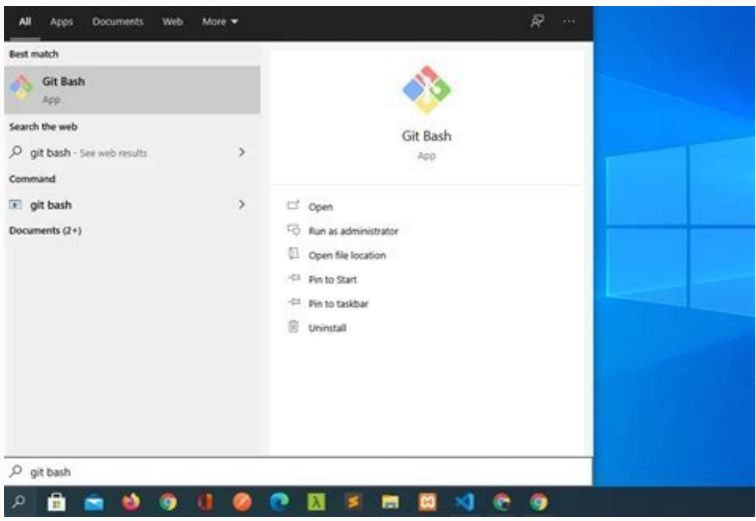 All Apps Documents Web More
Best match
Git Bash
App
Search the web
git bash - See web results
Command
git bash
Documents (2+)
Git Bash
App
Open
Run as administrator
Open file location
Pin to Start
Pin to taskbar
Uninstall
git bash